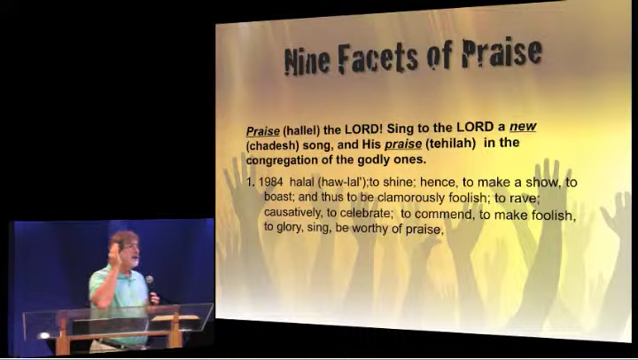 Nine Facets of Praise
Praise (hallel) the LORD! Sing to the LORD a new
(chadesh) song, and His praise (tehilah) in the
congregation of the godly ones.
1. 1984 halal (haw-lal');to shine; hence, to make a show, to
boast; and thus to be clamorously foolish; to rave;
causatively, to celebrate; to commend, to make foolish,
to glory, sing, be worthy of praise,